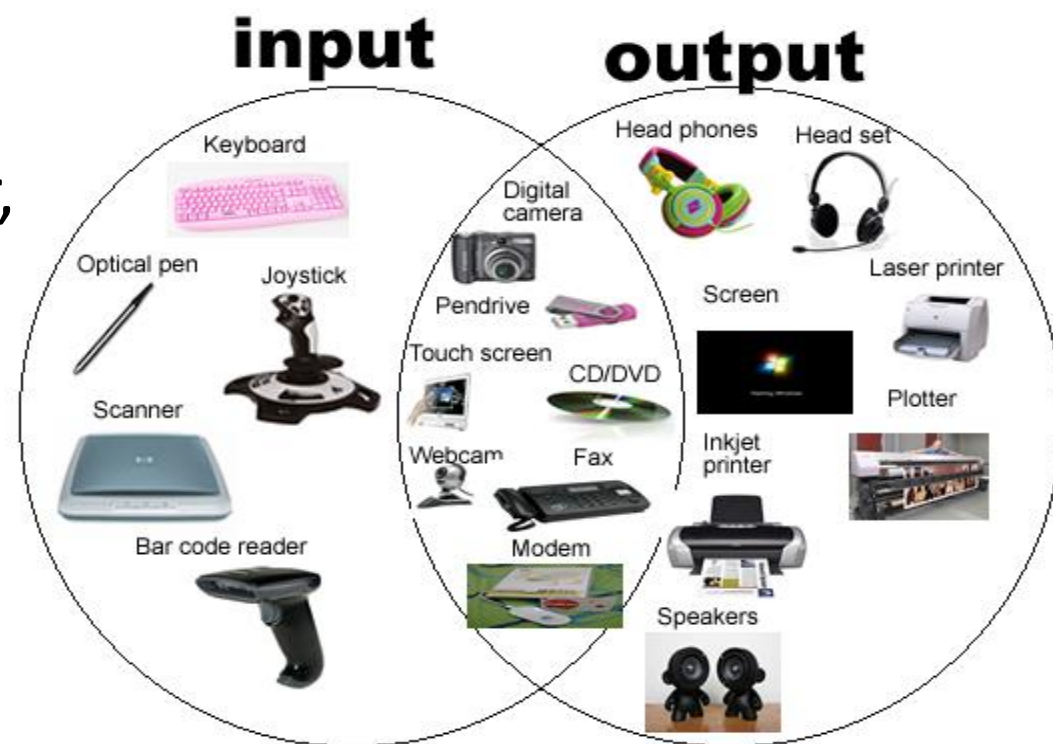 input
output
Keyboard
Optical pen
Joystick
Scanner
Bar code reader
Digital
camera
Pendrive
Touch screen
CD/DVD
Webcam
Fax
Modem
Head phones
Head set
Laser printer
Screen
Plotter
Inkjet
printer
Speakers